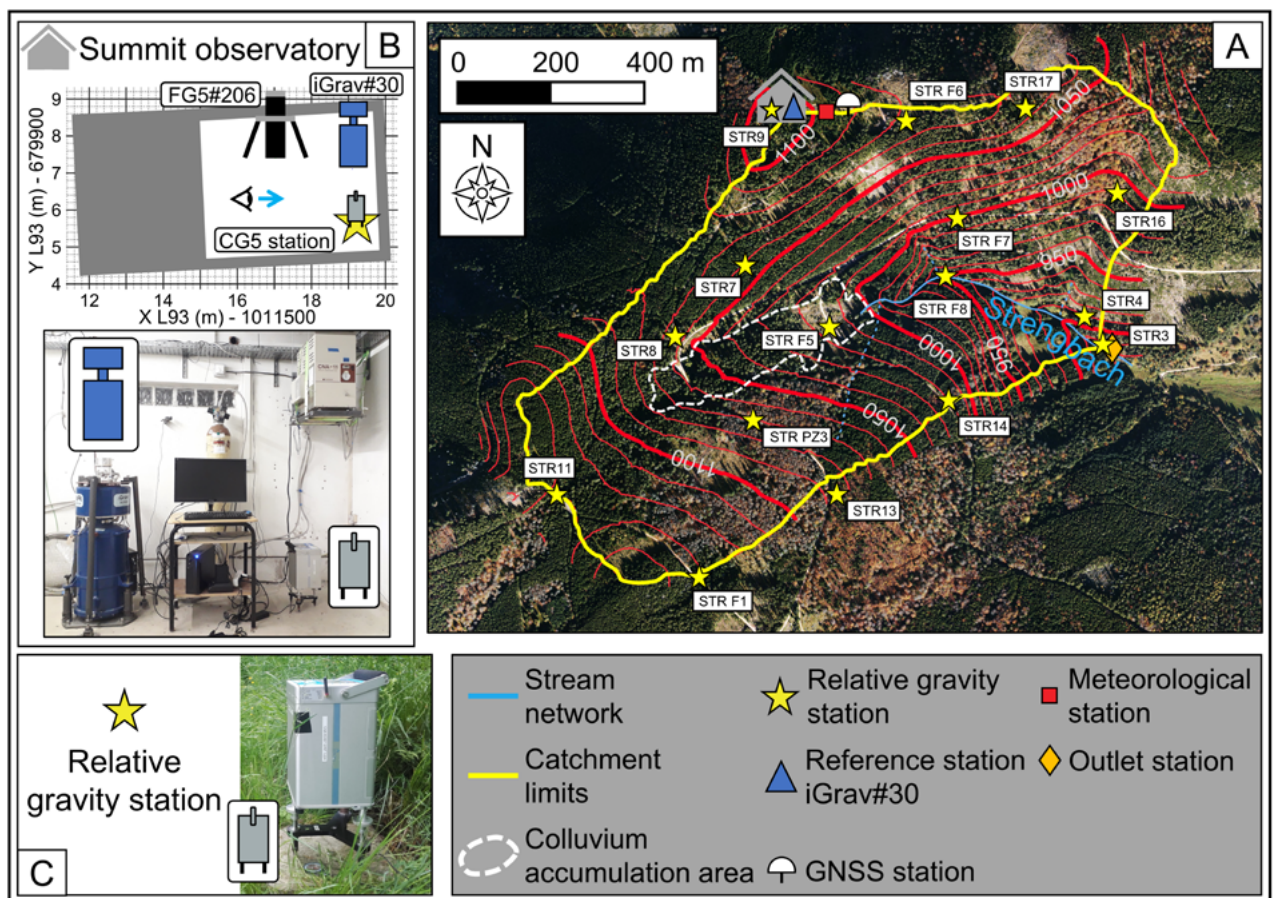 Summit observatory
B
FG5#206
iGrav#30
9
8
7
6
5
4
Y L93 (m) - 679900
CG5 station
12
14
16
18
20
X L93 (m) - 1011500
A
0
200
400 m
N
STR9
STR F6
STR17
1050
1100
1000
STR16
STR F7
STR7
950
STR F8
STR4
Strengbach
STR3
STR8
STR F5
1000
950
STR14
1050
STR PZ3
1100
STR11
STR13
STR F1
Relative
gravity station
C
Stream
network
Catchment
limits
Colluvium
accumulation area
Relative gravity
station
Reference station
iGrav#30
GNSS station
Meteorological
station
Outlet station